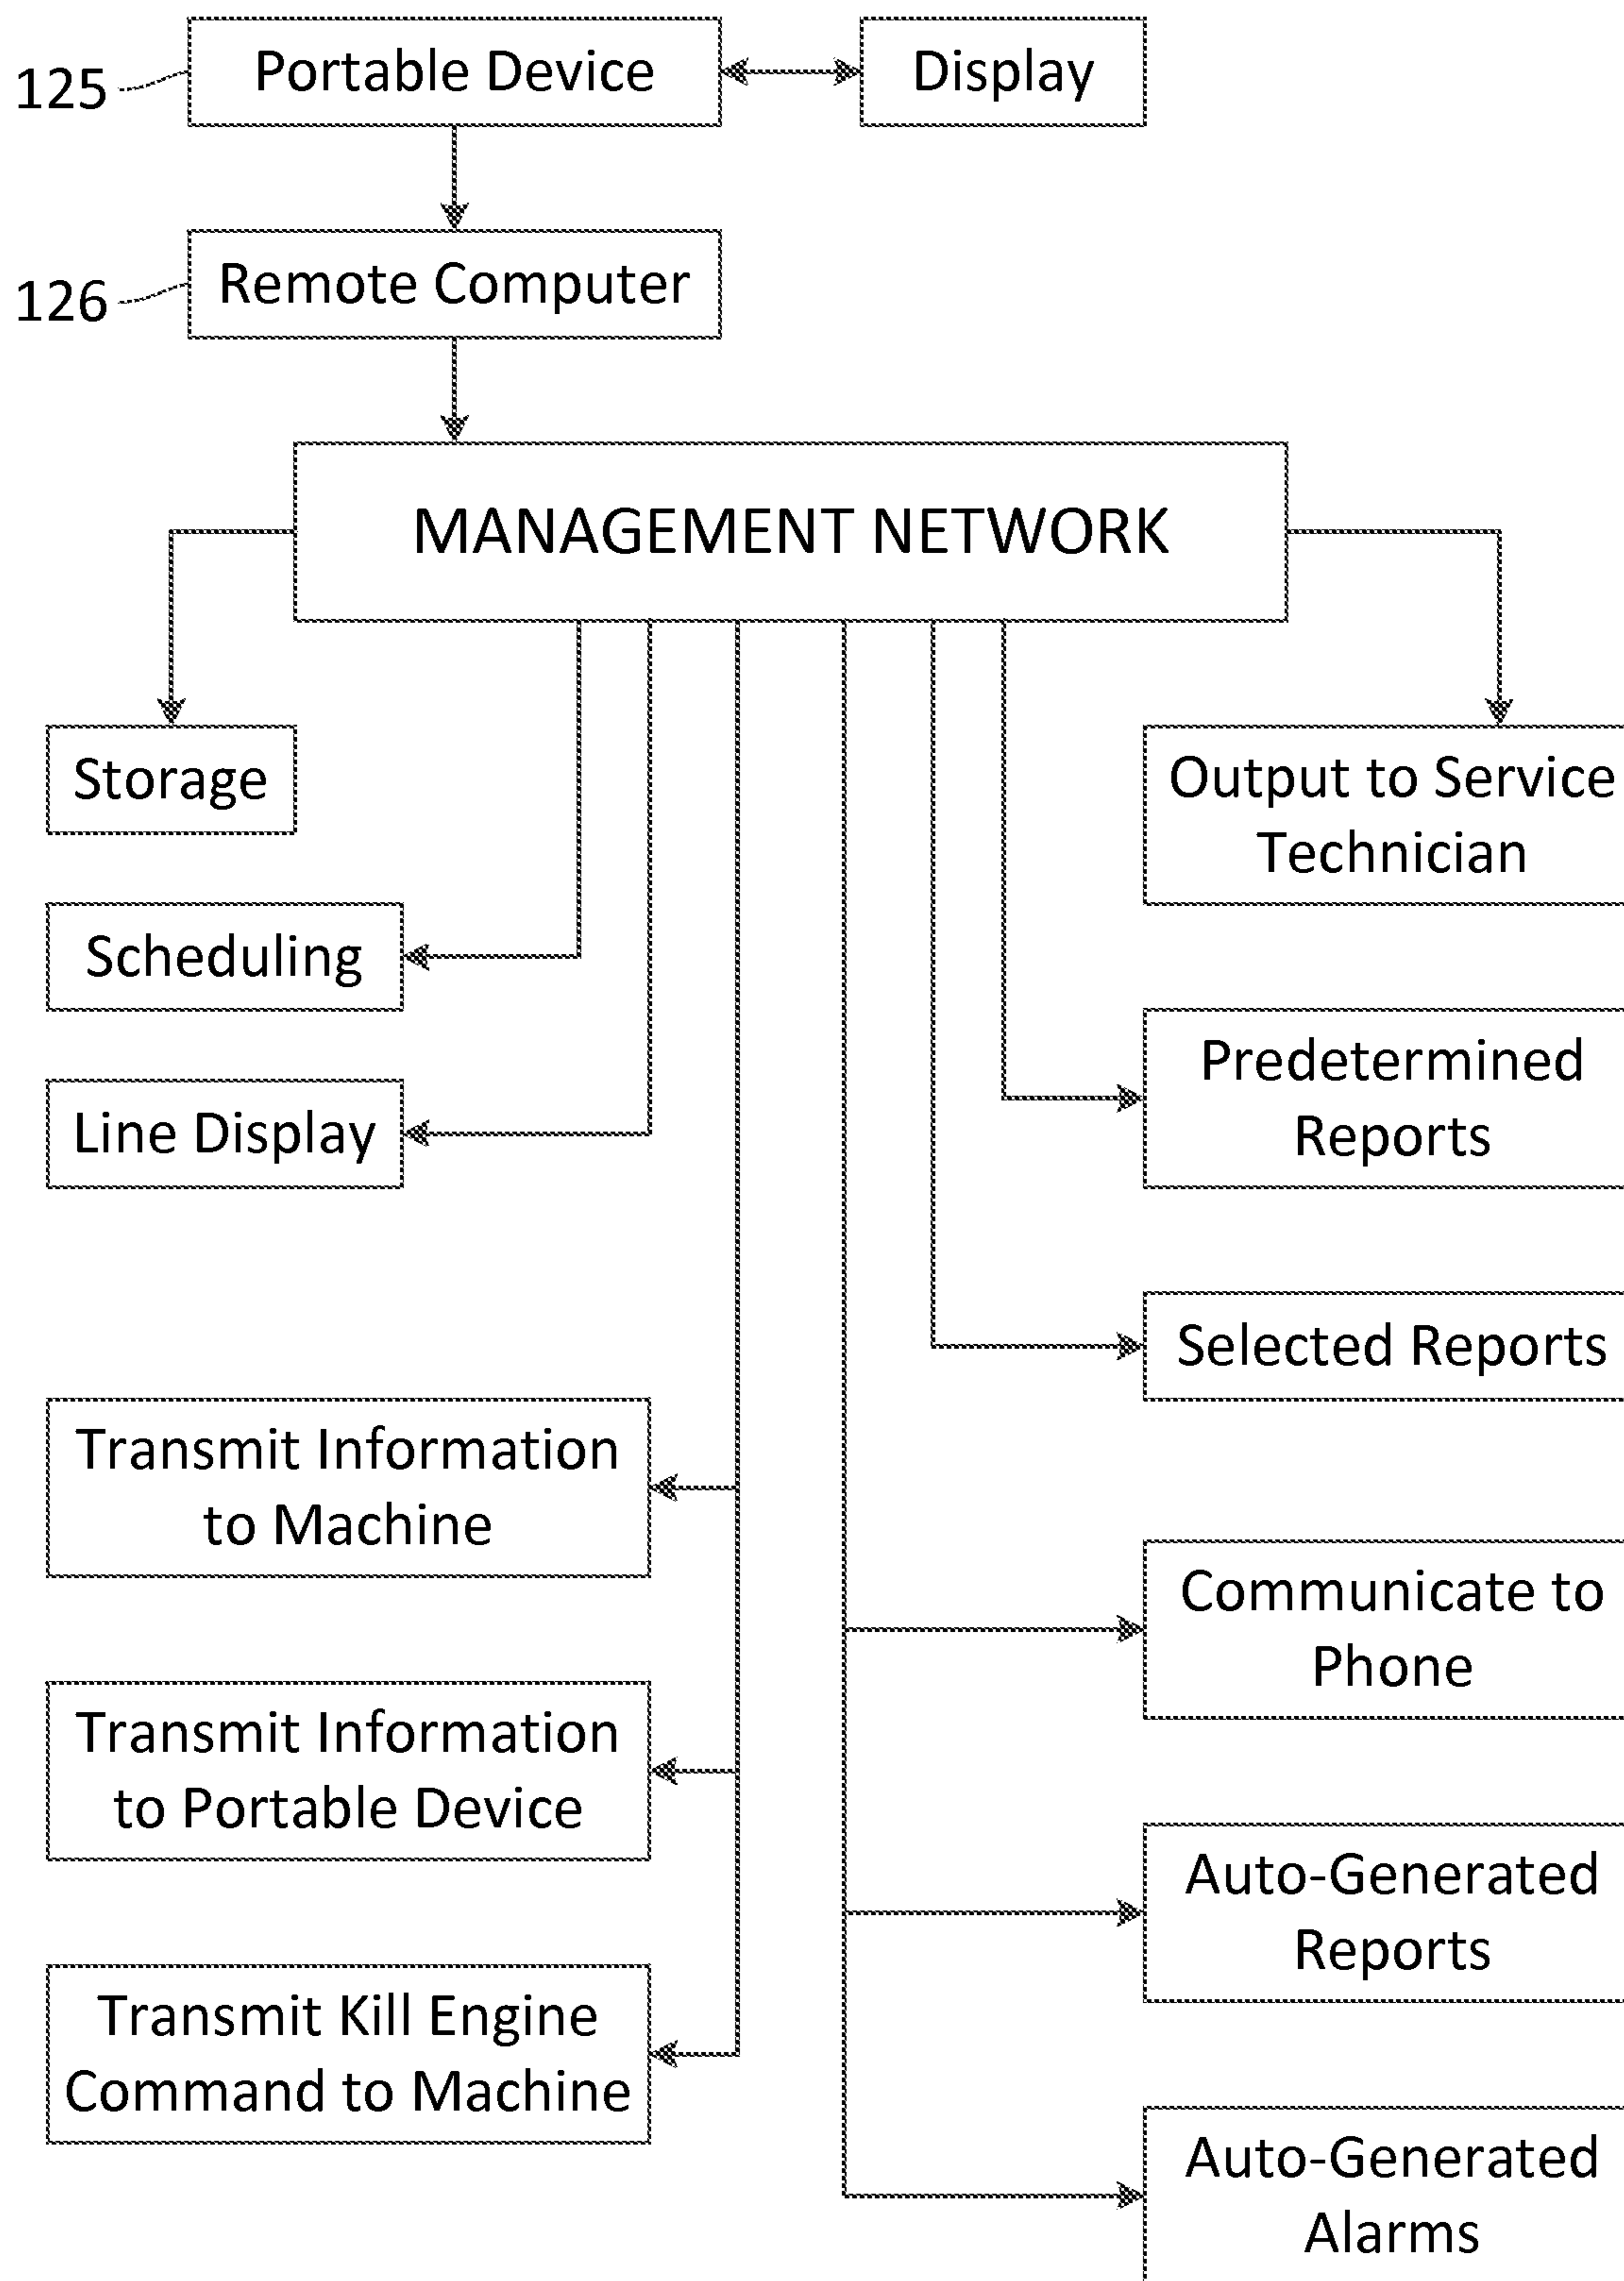 125
Portable Device
Display
126
Remote Computer
MANAGEMENT NETWORK
Storage
Output to Service
Technician
Scheduling
Predetermined
Reports
Line Display
Selected Reports
Transmit Information
to Machine
Communicate to
Phone
Transmit Information
to Portable Device
Auto-Generated
Reports
Transmit Kill Engine
Command to Machine
Auto-Generated
Alarms